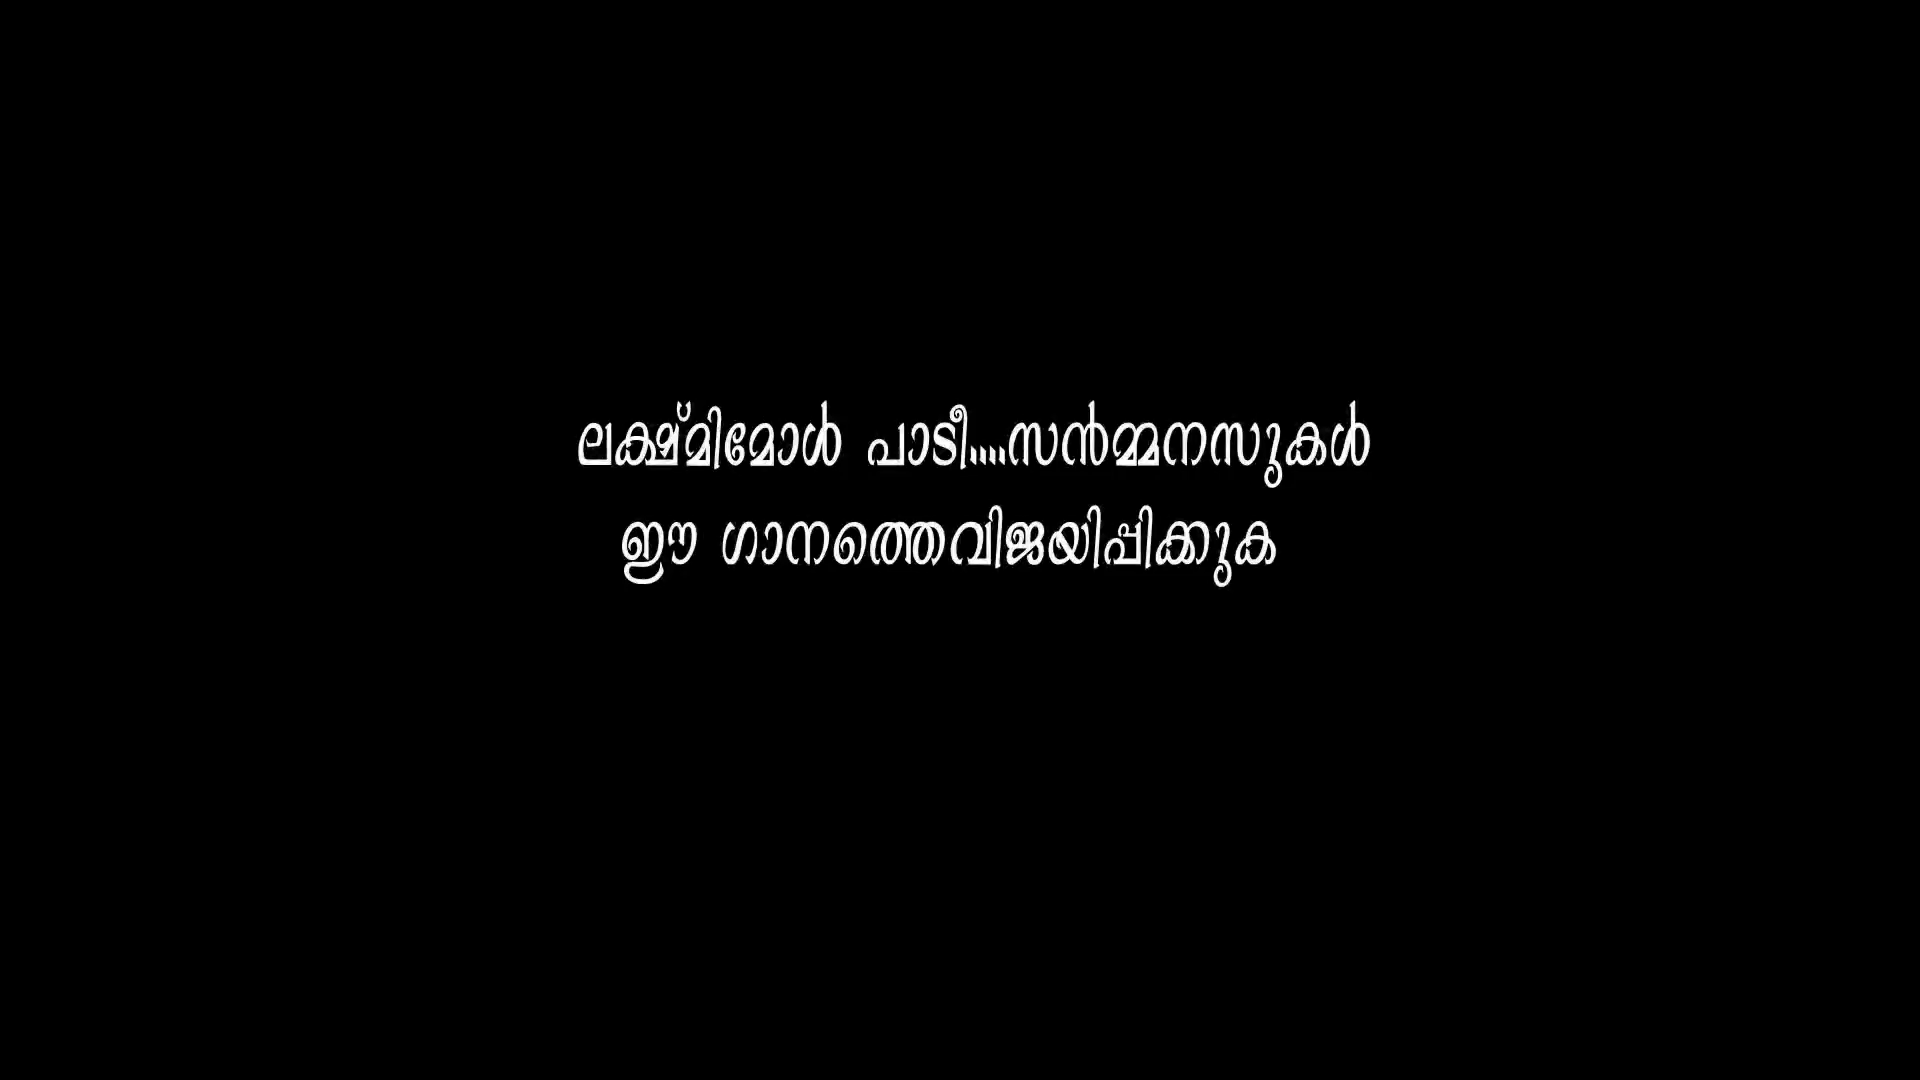 ലക്ഷ്മിമോൾ പാടീ....സൻമ്മനസുകൾ
ഈ ഗാനത്തെവിജയിപ്പിക്കുക